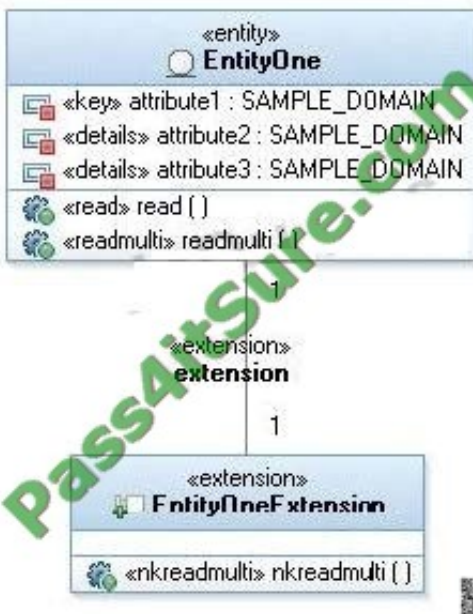 «entity»
EntityOne
«key» attribute1 : SAMPLE_DOMAIN
«details» attribute2 : SAMPLE_DOMAIN
«details» attribute3 : SAMPLE_DOMAIN
«read» read ( )
«readmulti» readmulti ( )
1
«extension»
extension
1
«extension»
EntityOneExtension
«nkreadmulti» nkreadmulti ( )
Pass4itSure.com